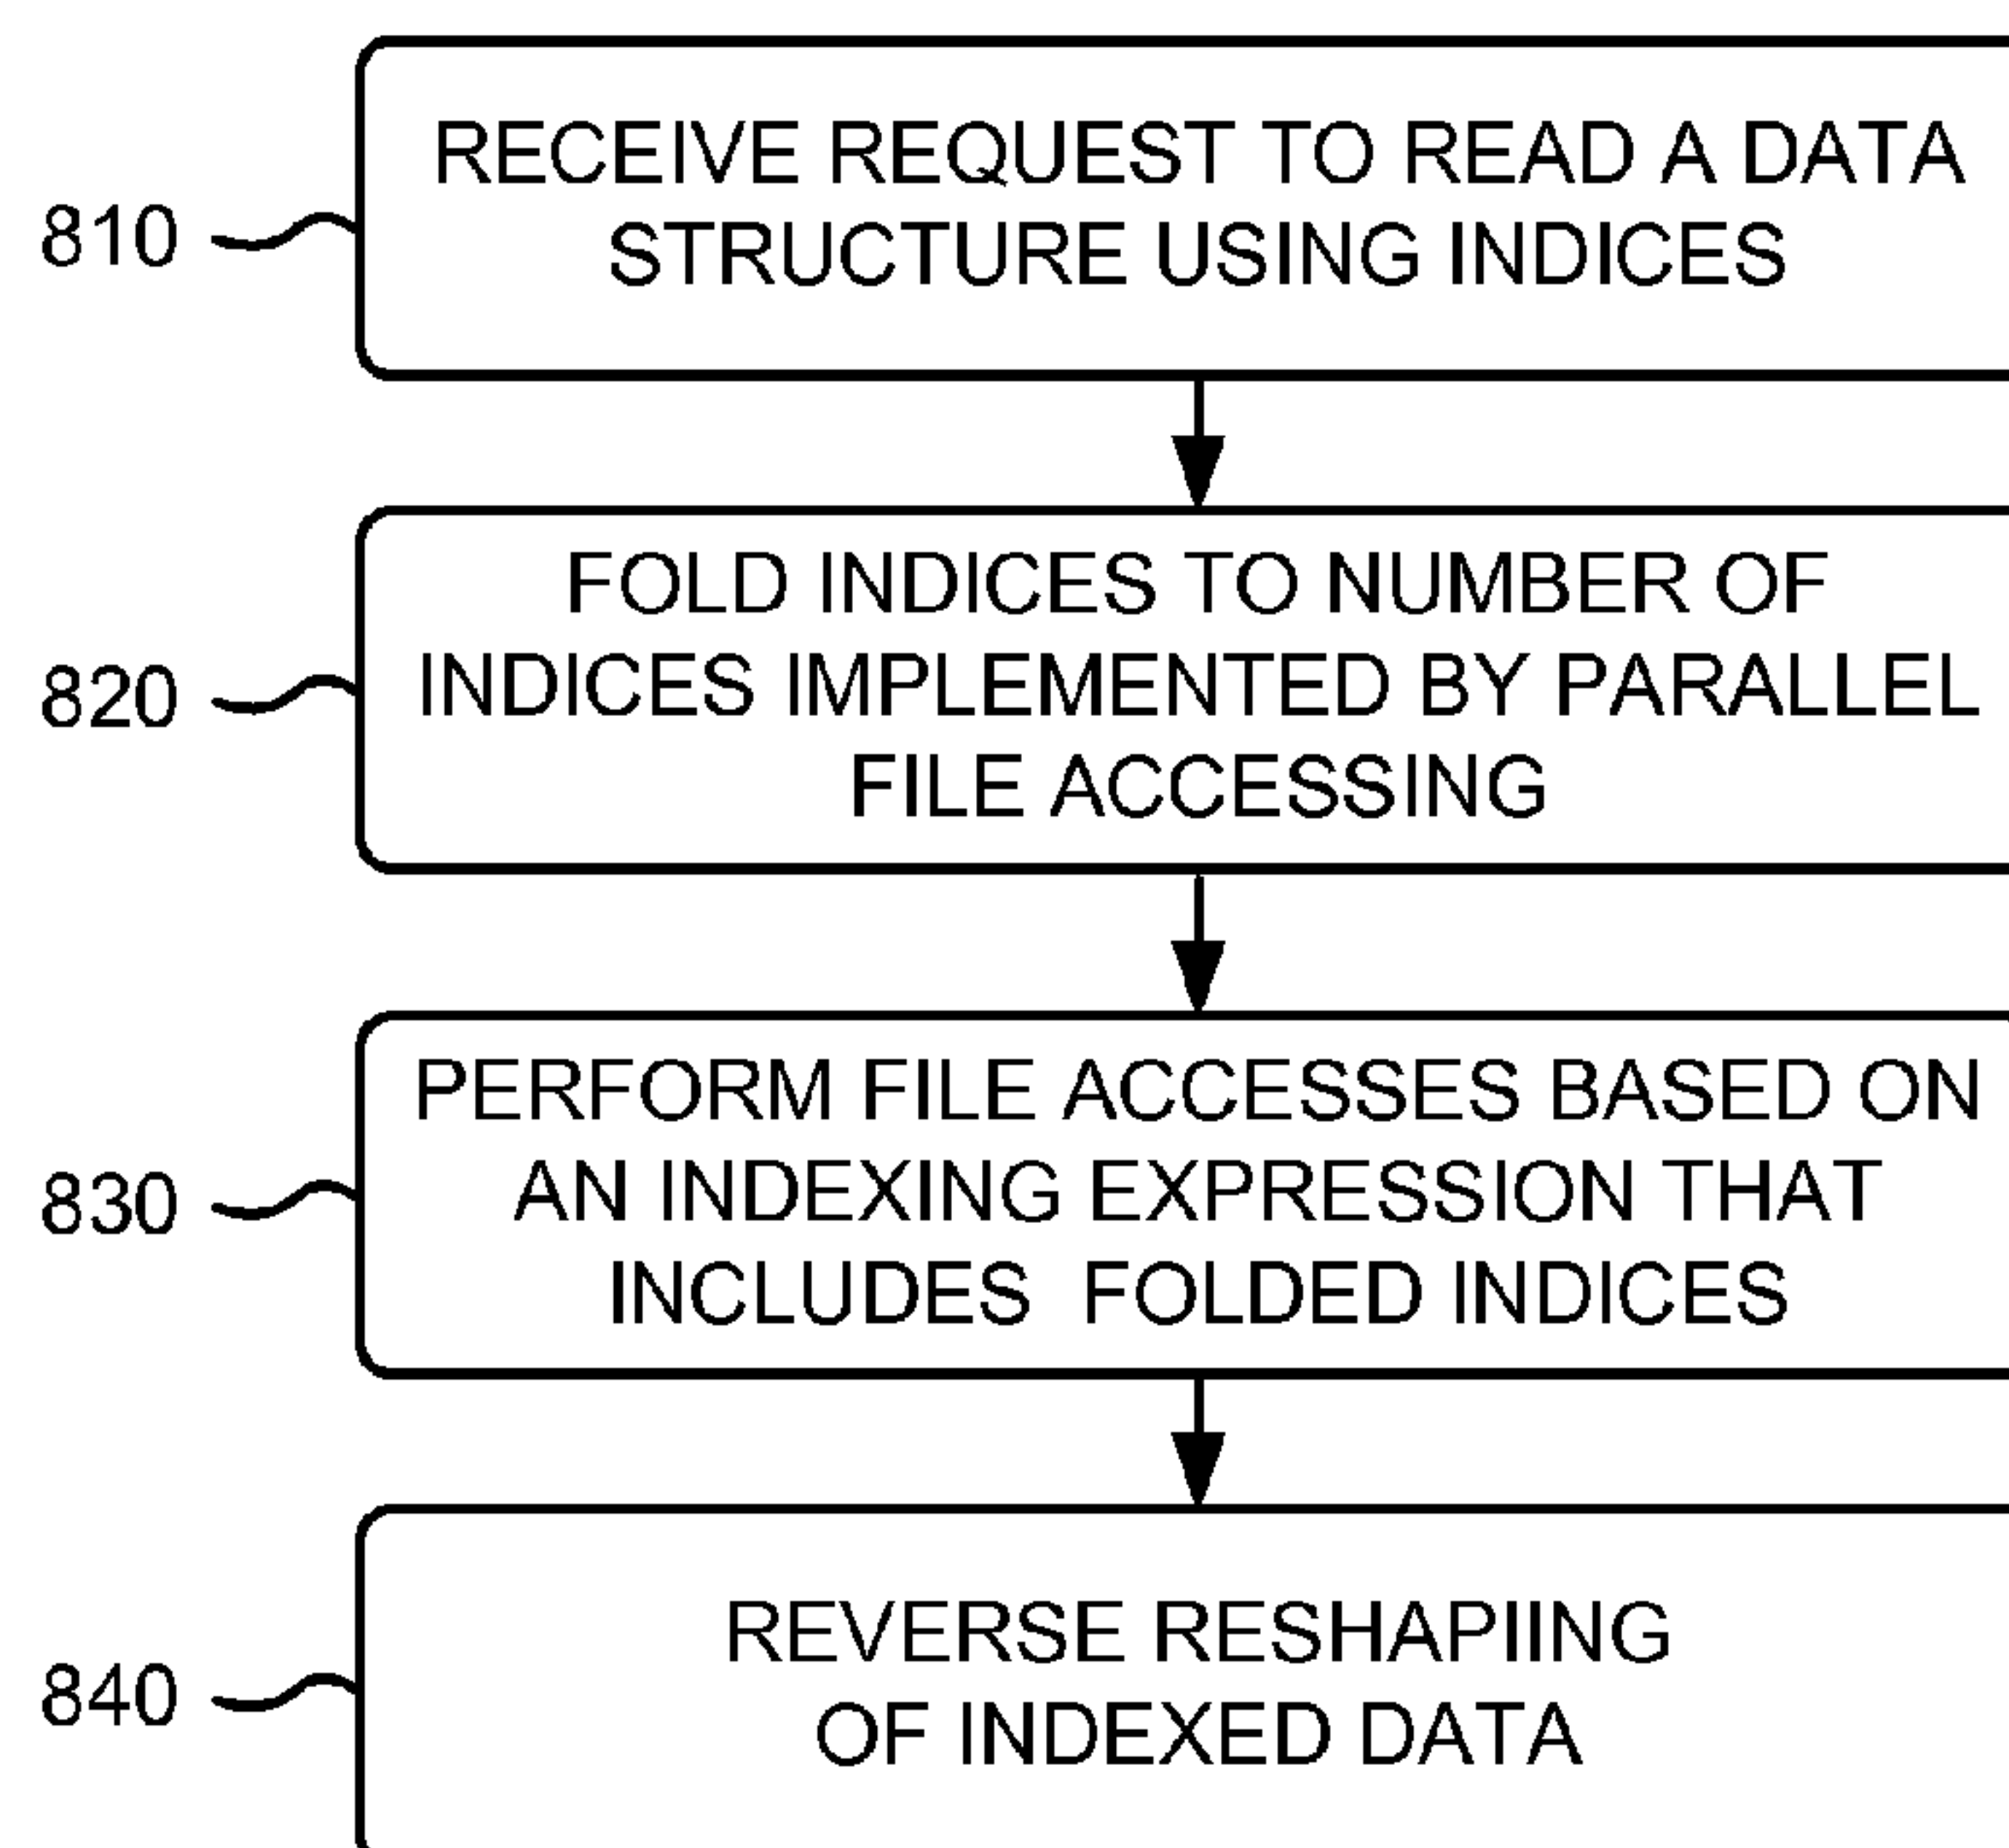 RECEIVE REQUEST TO READ A DATA
810
STRUCTURE USING INDICES
FOLD INDICES TO NUMBER OF
820
INDICES IMPLEMENTED BY PARALLEL
FILE ACCESSING
PERFORM FILE ACCESSES BASED ON
830
AN INDEXING EXPRESSION THAT
INCLUDES FOLDED INDICES
REVERSE RESHAPIING
840
OF INDEXED DATA